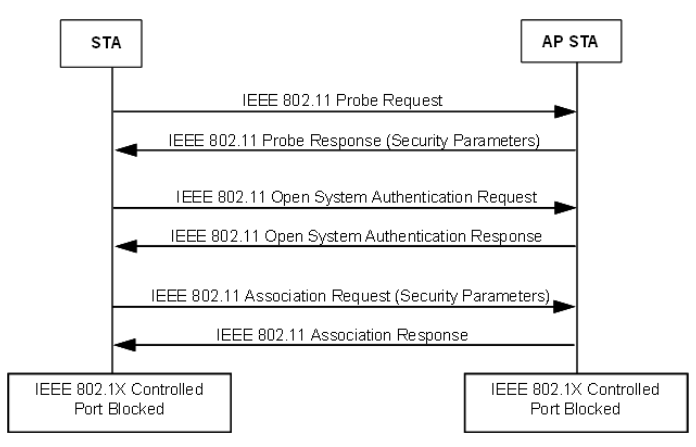 STA
AP STA
IEEE 802.11 Probe Request
IEEE 802.11 Probe Response (Security Parameters)
IEEE 802.11 Open System Authentication Request
IEEE 802.11 Open System Authentication Response
IEEE 802.11 Association Request (Security Parameters)
IEEE 802.11 Association Response
IEEE 802.1X Controlled
Port Blocked
IEEE 802.1X Controlled
Port Blocked